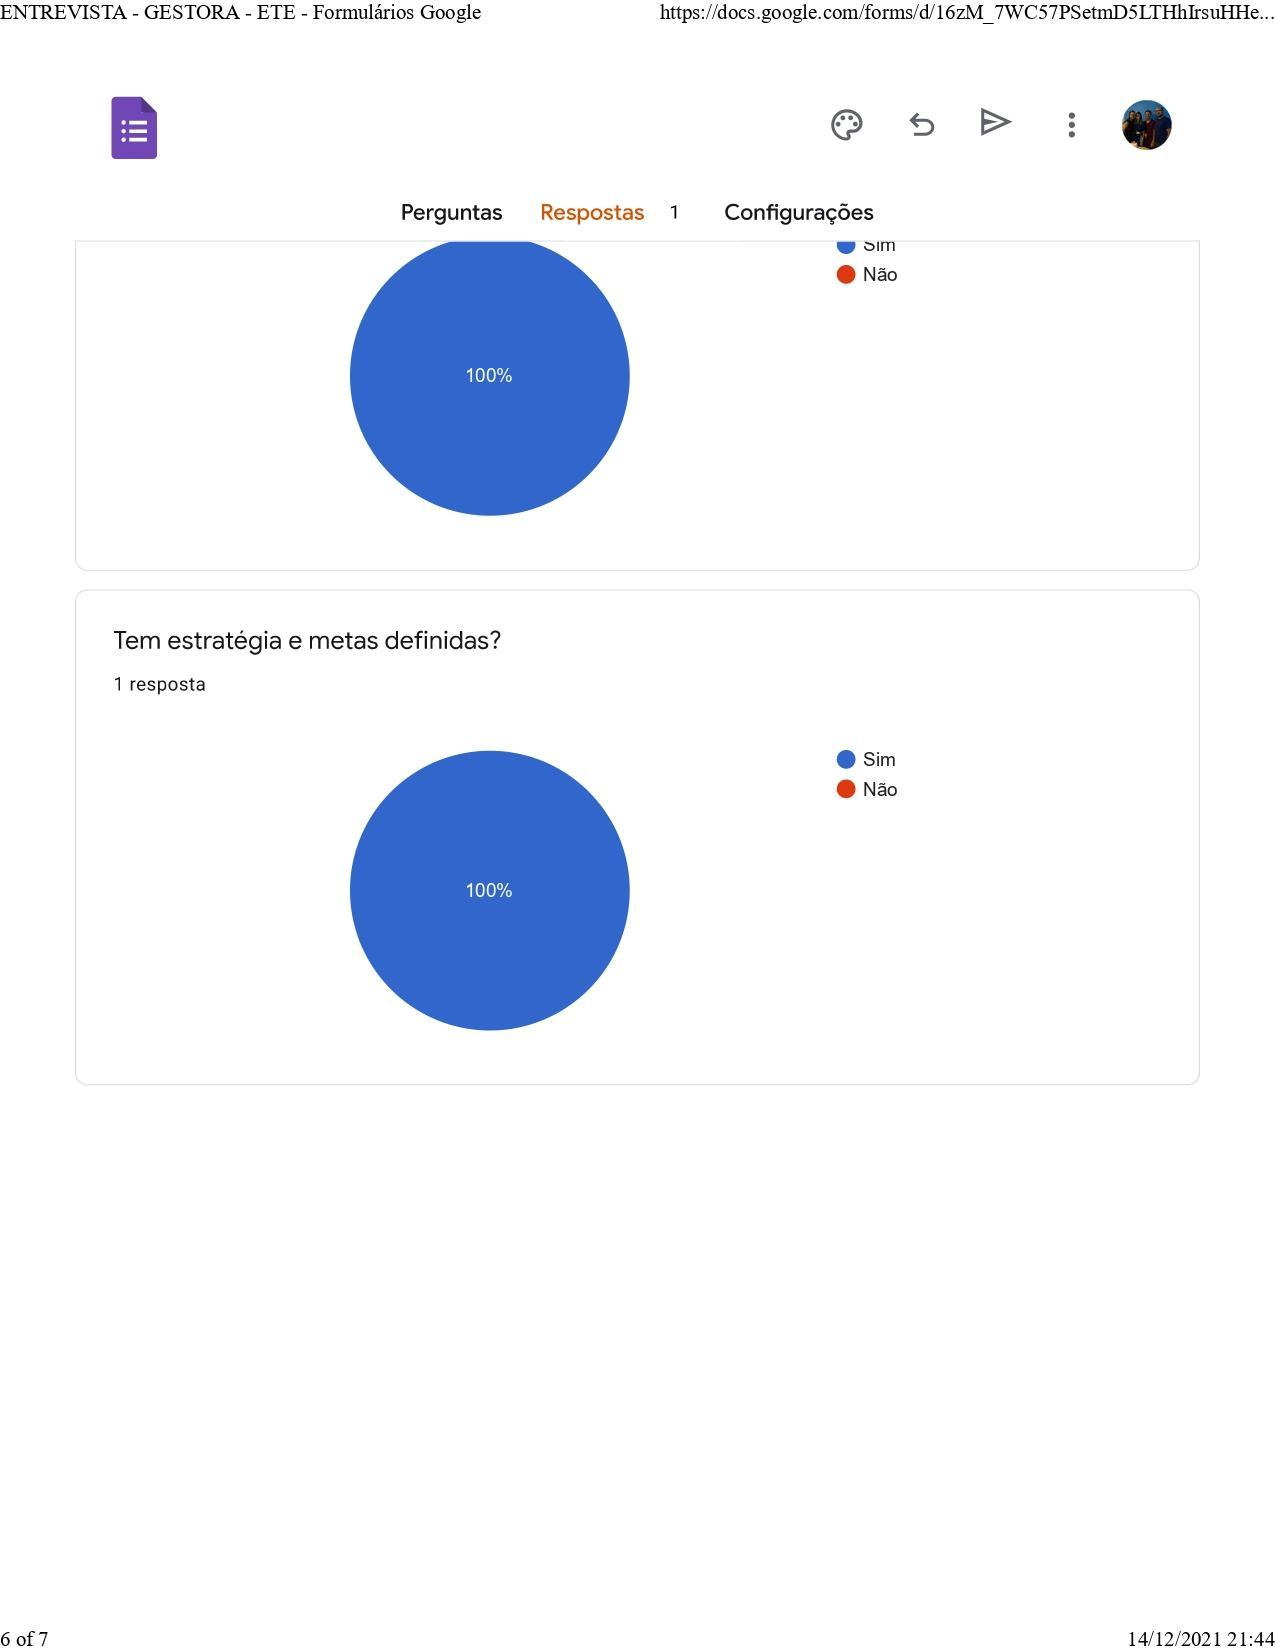 ENTREVISTA - GESTORA - ETE - Formulários Google
https://docs.google.com/forms/d/16zM_7WC57PSetmD5LTHhIrsuHHe...
Perguntas Respostas 1 Configurações
Sim
Não
100%
Tem estratégia e metas definidas?
1 resposta
Sim
Não
100%
6 of 7
14/12/2021 21:44